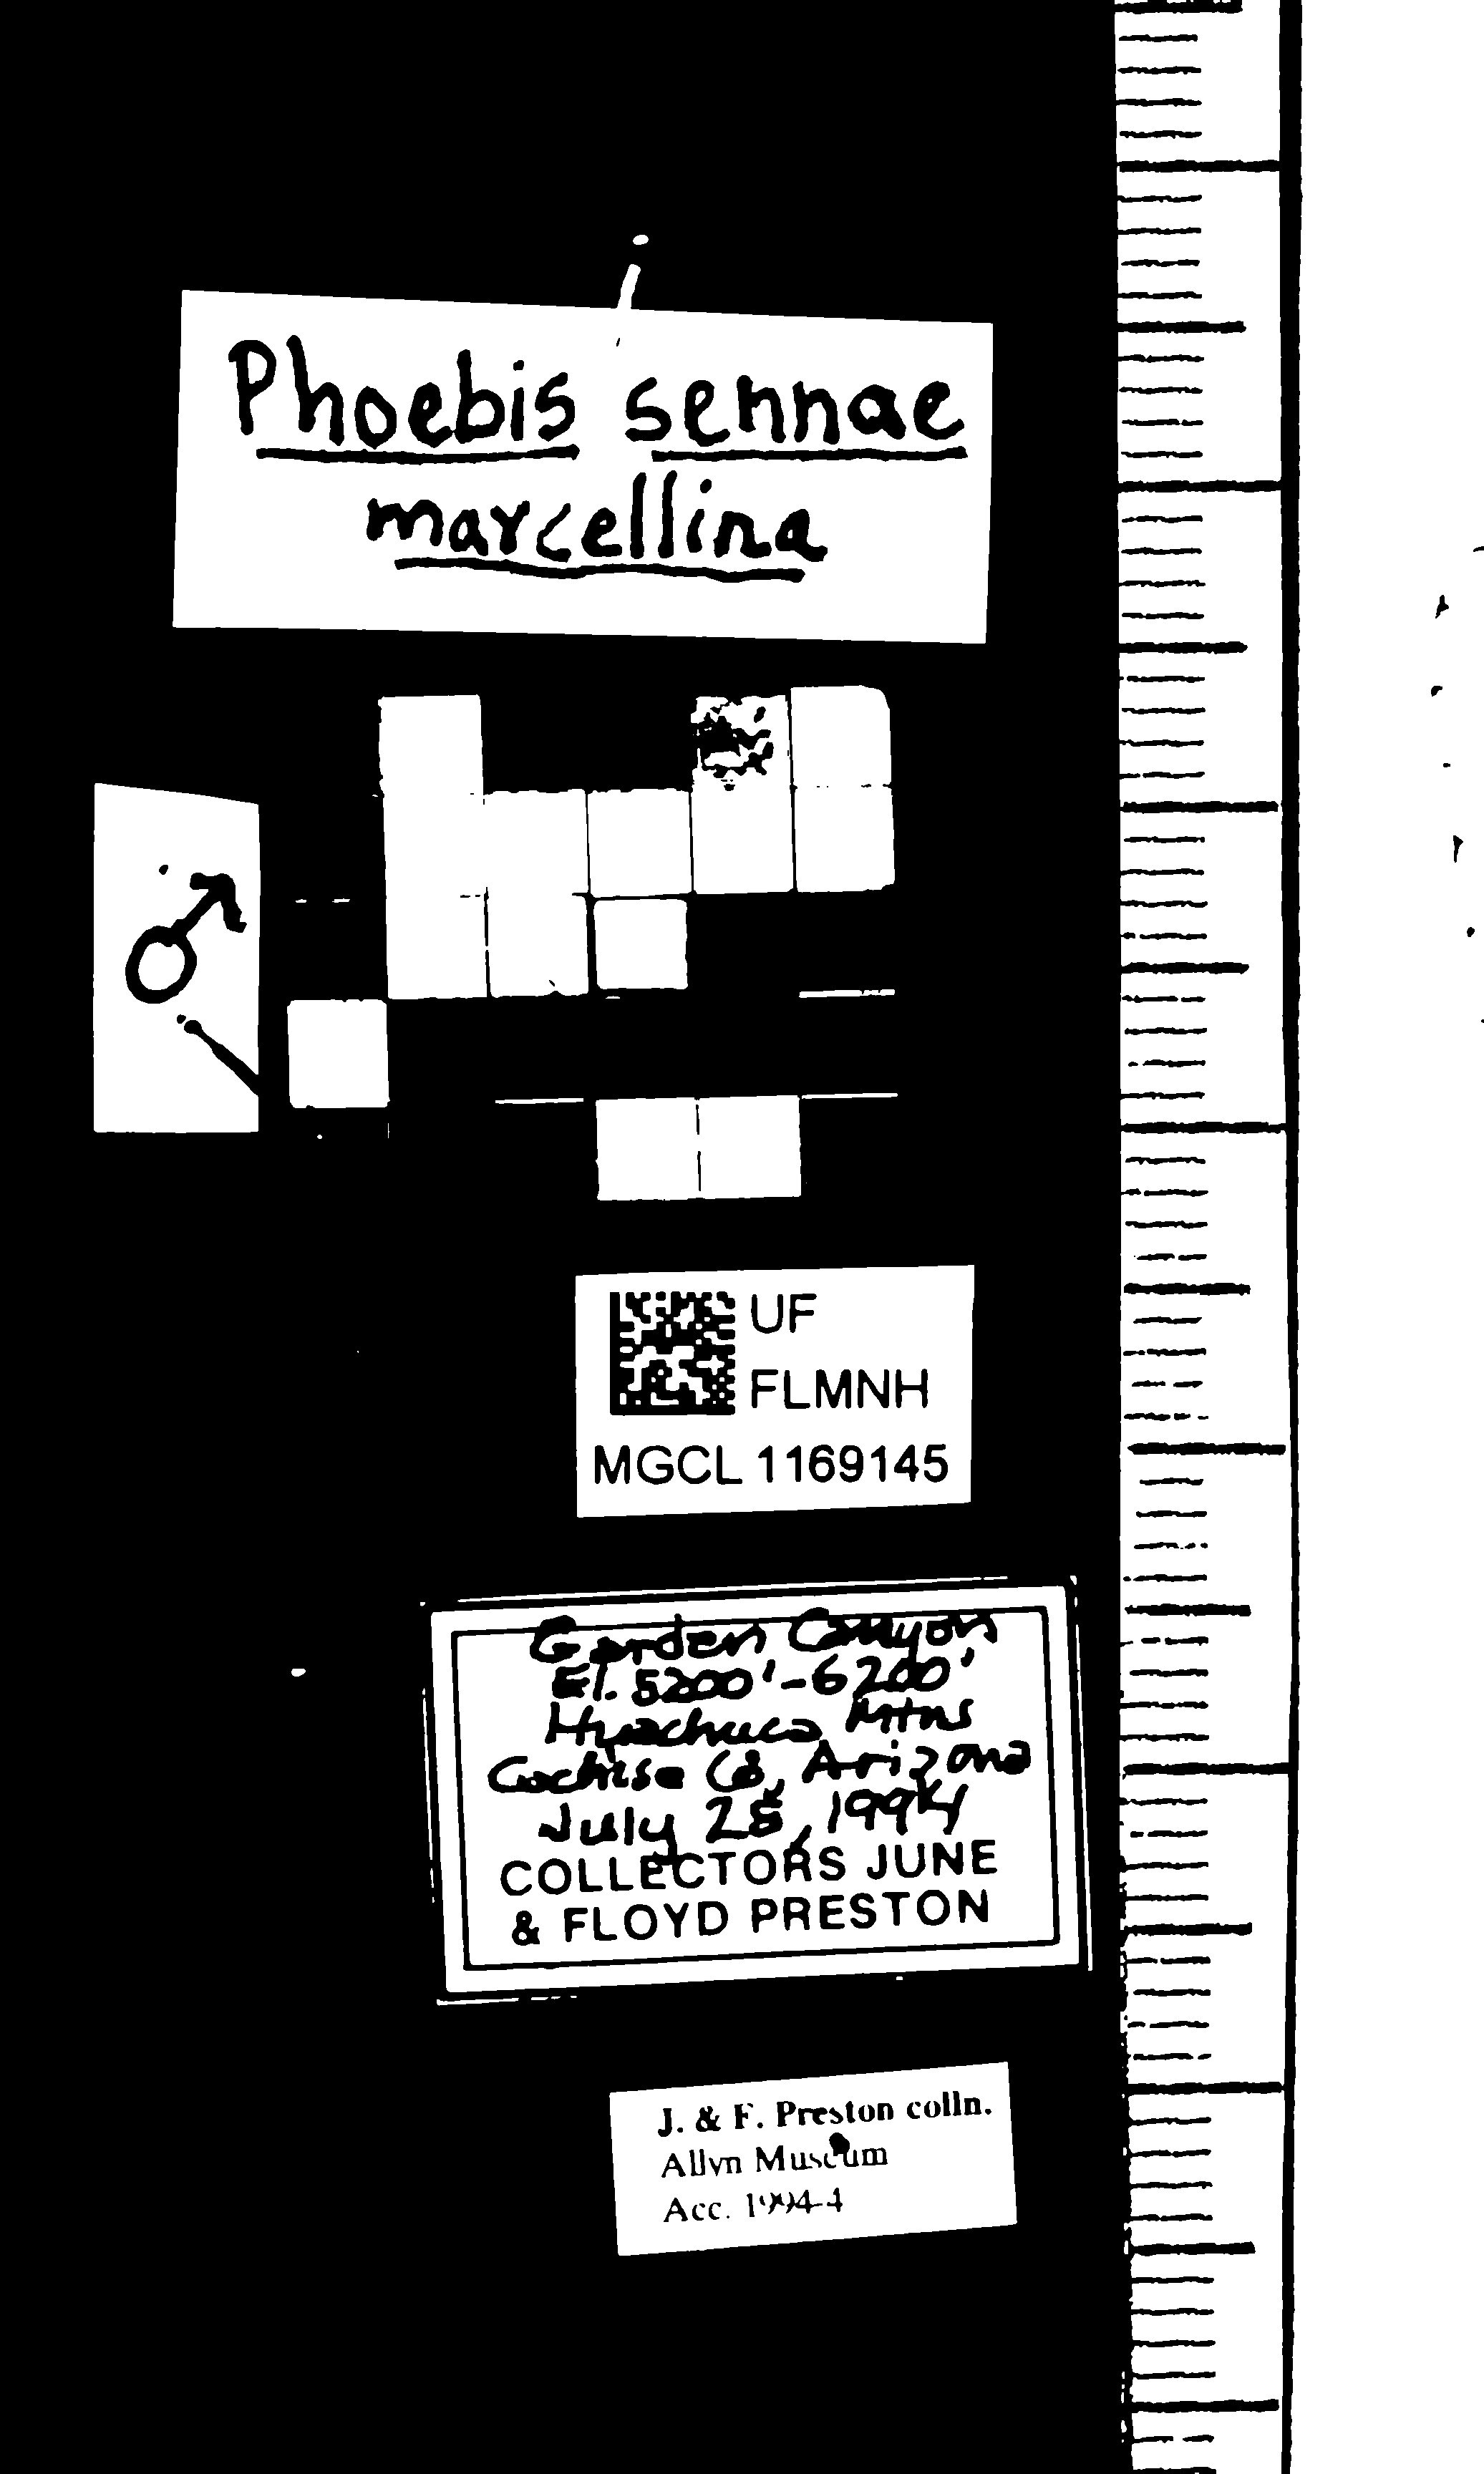 Phoebis sennae
marcellina
♂
UF
FLMNH
MGCL 1169145
Garden Canyon
El. 5200'-6200'
Huachuca Mtns
Cochise Co, Arizona
July 28, 1994
COLLECTORS JUNE
& FLOYD PRESTON
J. & F. Preston colln.
Allyn Museum
Acc. 1994-4